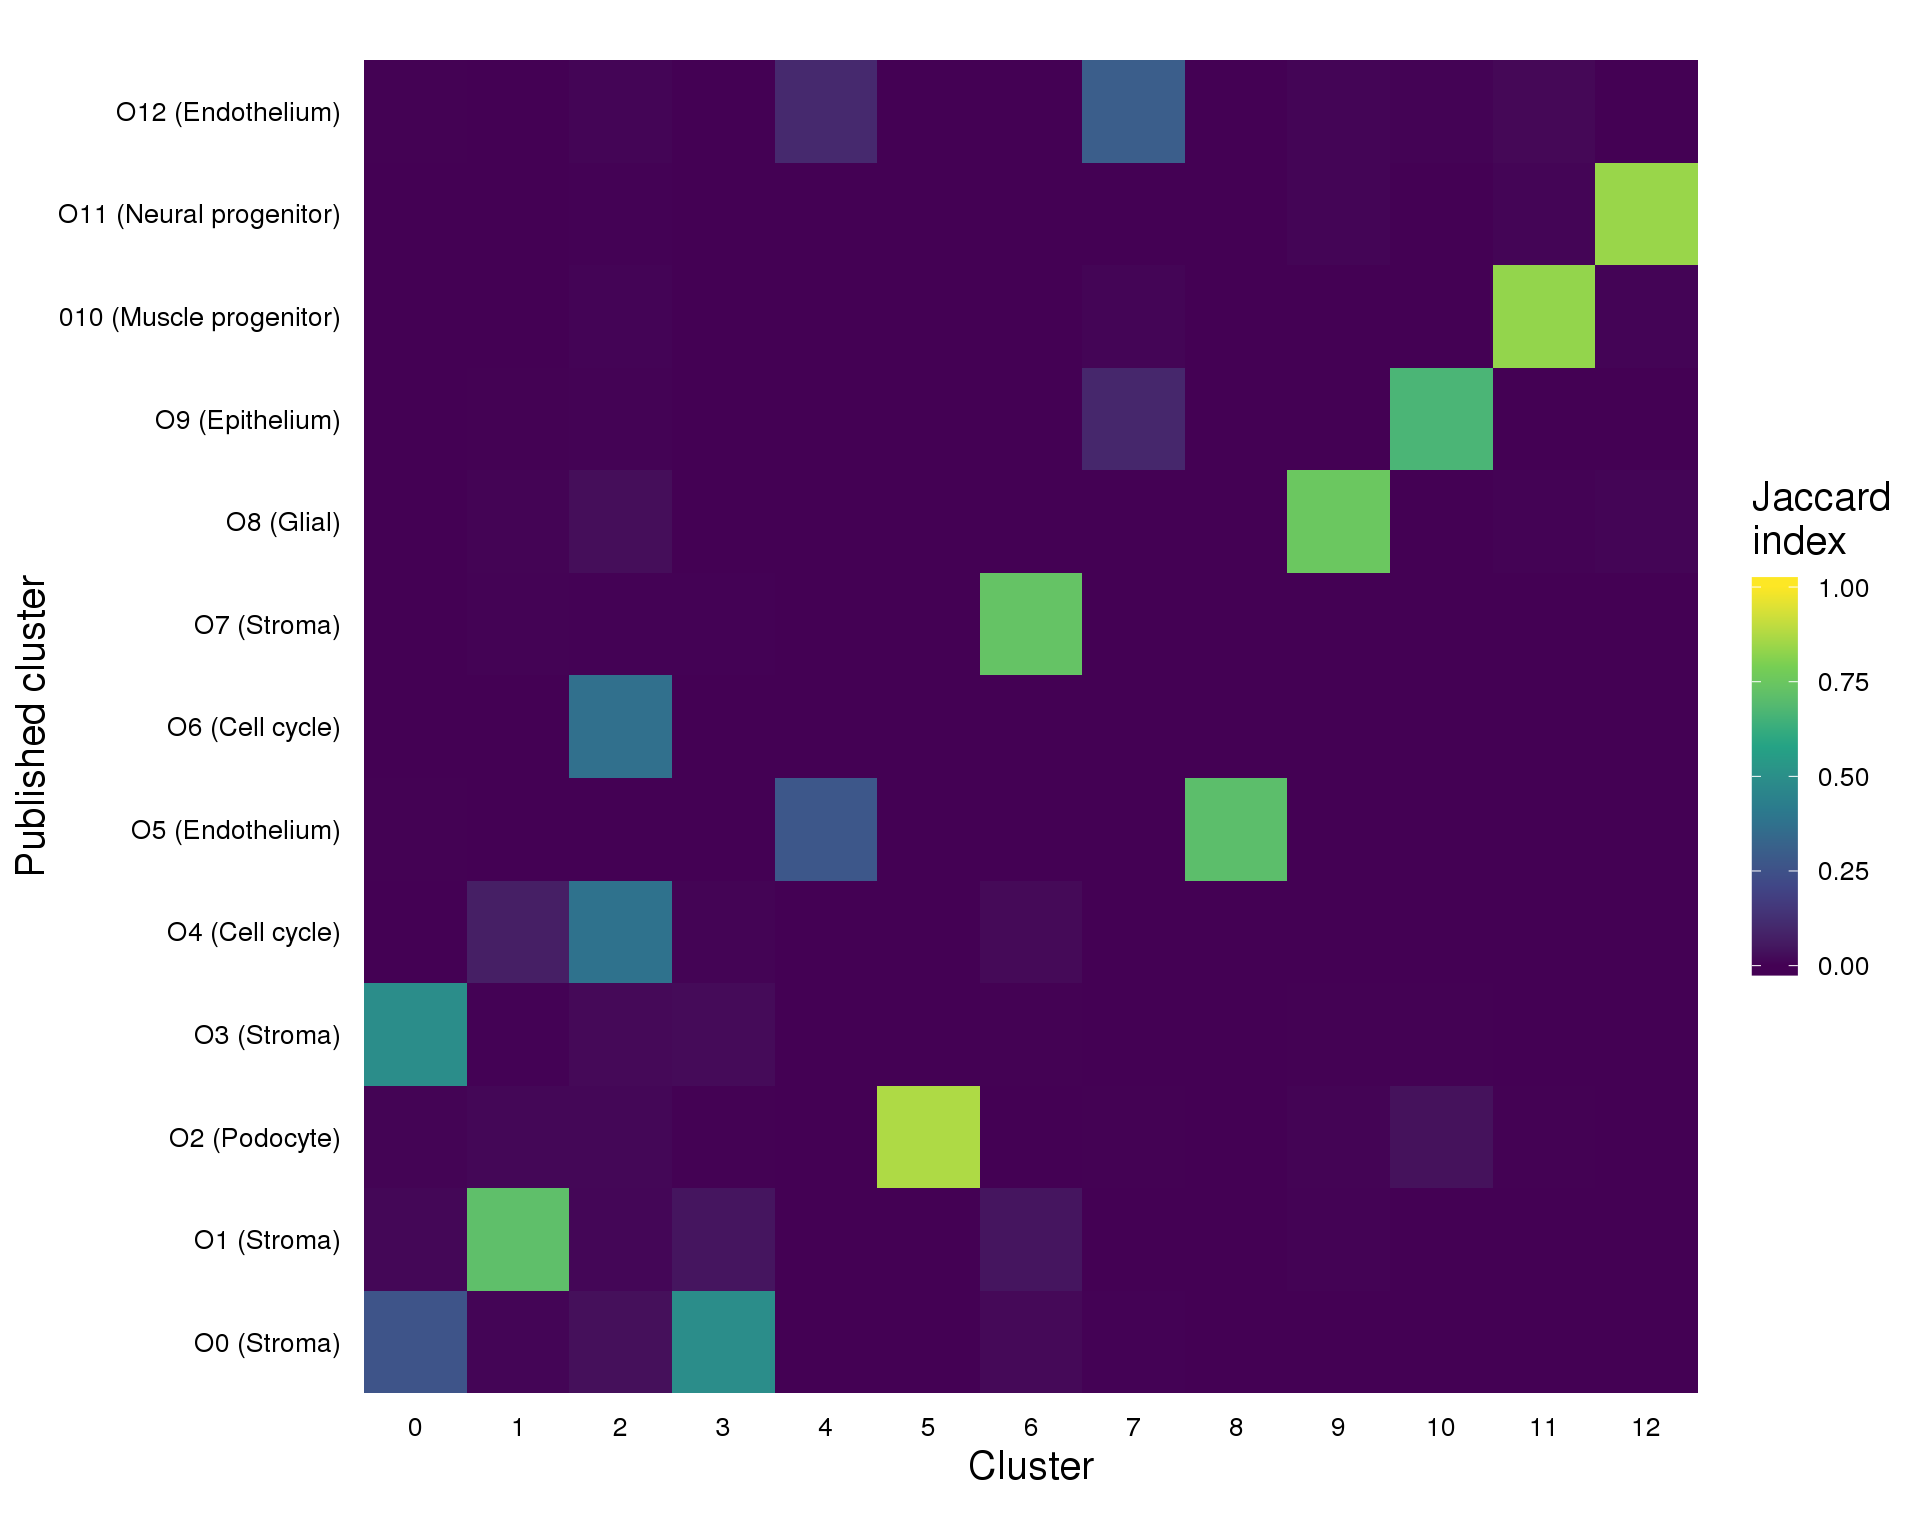 O12 (Endothelium)
O11 (Neural progenitor)
010 (Muscle progenitor)
O9 (Epithelium)
O8 (Glial)
O7 (Stroma)
O6 (Cell cycle)
O5 (Endothelium)
O4 (Cell cycle)
O3 (Stroma)
O2 (Podocyte)
O1 (Stroma)
O0 (Stroma)
Published cluster
0 1 2 3 4 5 6 7 8 9 10 11 12
Cluster
Jaccard
index
1.00
0.75
0.50
0.25
0.00